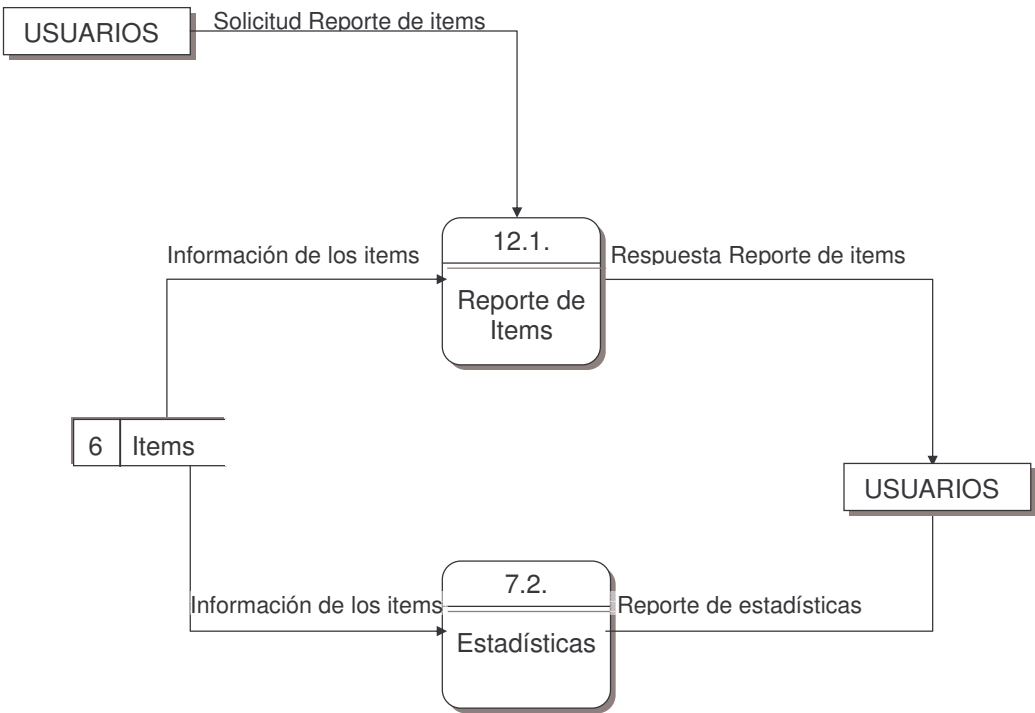 USUARIOS
Solicitud Reporte de items
12.1.
Información de los items
Respuesta Reporte de items
Reporte de
Items
6
Items
USUARIOS
7.2.
Información de los items
Reporte de estadísticas
Estadísticas